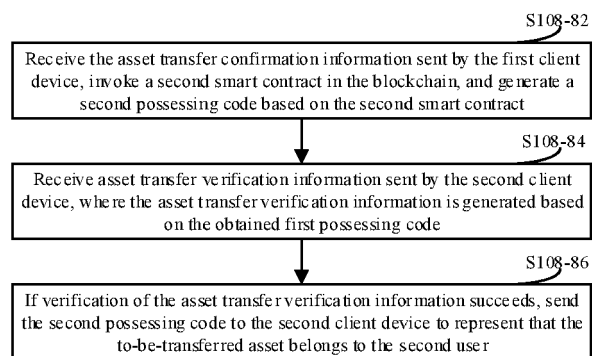 S108-82
Receive the asset transfer confirmation information sent by the first client
device, invoke a second smart contract in the blockchain, and generate a
second possessing code based on the second smart contract
S108-84
Receive asset transfer verification information sent by the second client
device, where the asset transfer verification information is generated based
on the obtained first possessing code
S108-86
If verification of the asset transfer verification information succeeds, send
the second possessing code to the second client device to represent that the
to-be-transferred asset belongs to the second user